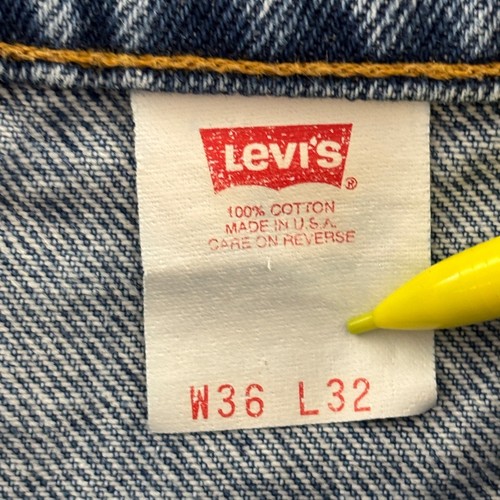 LEVI'S ®
100% COTTON
MADE IN U.S.A.
CARE ON REVERSE
W36 L32